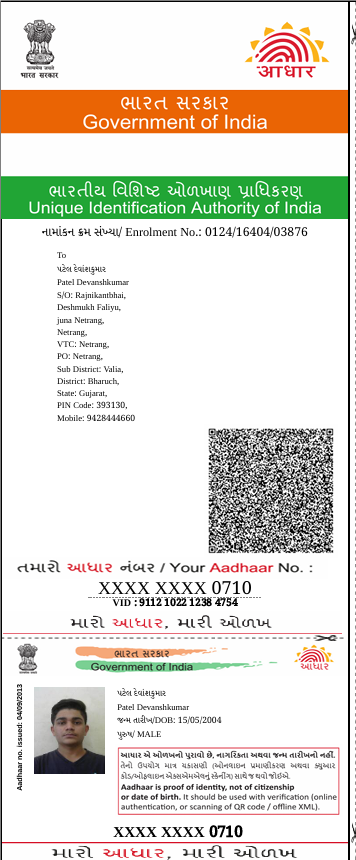 सत्यमेव जयते
भारत सरकार
આધાર
ભારત સરકાર
Government of India
ભારતીય વિશિષ્ટ ઓળખાણ પ્રાધિકરણ
Unique Identification Authority of India
નામાંકન ક્રમ સંખ્યા/ Enrolment No.: 0124/16404/03876
To
પટેલ દેવાંશકુમાર
Patel Devanshkumar
S/O: Rajnikantbhai,
Deshmukh Faliyu,
juna Netrang,
Netrang,
VTC: Netrang,
PO: Netrang,
Sub District: Valia,
District: Bharuch,
State: Gujarat,
PIN Code: 393130,
Mobile: 9428444660
તમારો આધાર નંબર / Your Aadhaar No. :
XXXX XXXX 0710
VID : 9112 1022 1238 4754
મારો આધાર, મારી ઓળખ
ભારત સરકાર
Government of India
આધાર
Aadhaar no. issued: 04/09/2013
પટેલ દેવાંશકુમાર
Patel Devanshkumar
જન્મ તારીખ/DOB: 15/05/2004
પુરુષ/ MALE
આધાર એ ઓળખનો પુરાવો છે, નાગરિકતા અથવા જન્મ તારીખનો નહીં.
તેનો ઉપયોગ માત્ર ચકાસણી (ઓનલાઇન પ્રમાણીકરણ અથવા ક્યુઆર
કોડ/ઓફલાઇન એક્સએમએલનું સ્કેનીંગ) સાથે જ થવો જોઈએ.
Aadhaar is proof of identity, not of citizenship
or date of birth. It should be used with verification (online
authentication, or scanning of QR code / offline XML).
XXXX XXXX 0710
મારો આધાર, મારી ઓળખ